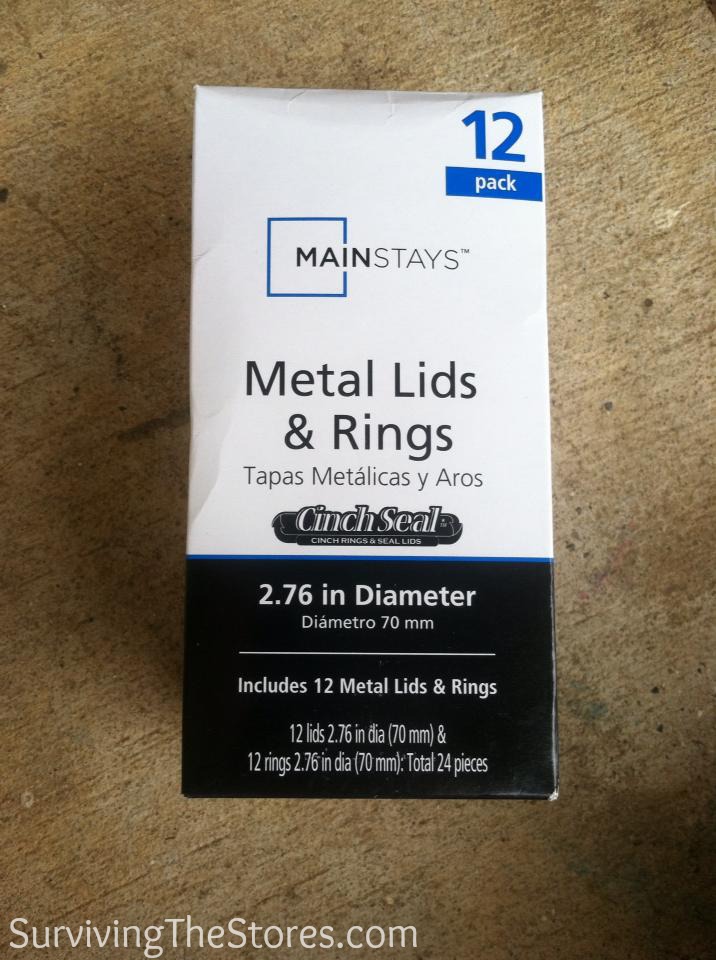 12
pack
MAINSTAYS™
Metal Lids
& Rings
Tapas Metálicas y Aros
Cinch Seal
CINCH RINGS & SEAL LIDS
2.76 in Diameter
Diámetro 70 mm
Includes 12 Metal Lids & Rings
12 lids 2.76 in dia (70 mm) &
12 rings 2.76 in dia (70 mm): Total 24 pieces
SurvivingTheStores.com